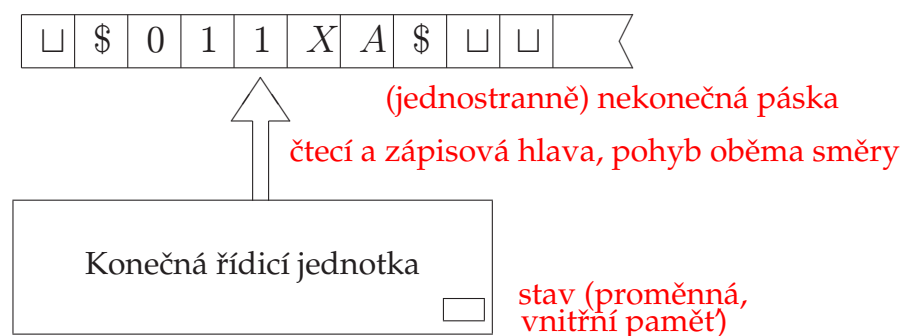 ⊔ $ 0 1 1 X A $ ⊔ ⊔
(jednostranně) nekonečná páska
čtecí a zápisová hlava, pohyb oběma směry
Konečná řídicí jednotka
stav (proměnná,
vnitřní paměť)